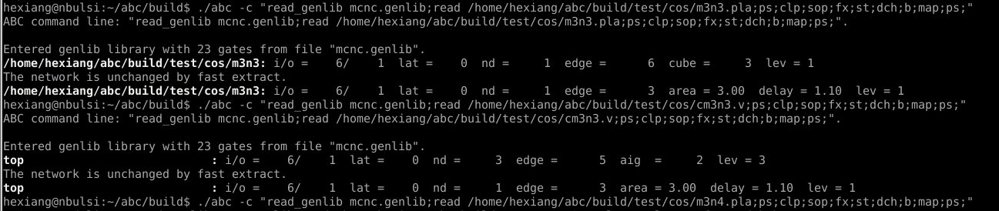 hexiang@nbulsi:~/abc/build$ ./abc -c "read_genlib mcnc.genlib;read /home/hexiang/abc/build/test/cos/m3n3.pla;ps;clp;sop;fx;st;dch;b;map;ps;"
ABC command line: "read_genlib mcnc.genlib;read /home/hexiang/abc/build/test/cos/m3n3.pla;ps;clp;sop;fx;st;dch;b;map;ps;".

Entered genlib library with 23 gates from file "mcnc.genlib".
/home/hexiang/abc/build/test/cos/m3n3: i/o =    6/    1  lat =    0  nd =     1  edge =      6  cube =     3  lev = 1
The network is unchanged by fast extract.
/home/hexiang/abc/build/test/cos/m3n3: i/o =    6/    1  lat =    0  nd =     1  edge =      3  area = 3.00  delay = 1.10  lev = 1
hexiang@nbulsi:~/abc/build$ ./abc -c "read_genlib mcnc.genlib;read /home/hexiang/abc/build/test/cos/cm3n3.v;ps;clp;sop;fx;st;dch;b;map;ps;"
ABC command line: "read_genlib mcnc.genlib;read /home/hexiang/abc/build/test/cos/cm3n3.v;ps;clp;sop;fx;st;dch;b;map;ps;".

Entered genlib library with 23 gates from file "mcnc.genlib".
top                           : i/o =    6/    1  lat =    0  nd =     3  edge =      5  aig  =     2  lev = 3
The network is unchanged by fast extract.
top                           : i/o =    6/    1  lat =    0  nd =     1  edge =      3  area = 3.00  delay = 1.10  lev = 1
hexiang@nbulsi:~/abc/build$ ./abc -c "read_genlib mcnc.genlib;read /home/hexiang/abc/build/test/cos/m3n4.pla;ps;clp;sop;fx;st;dch;b;map;ps;"